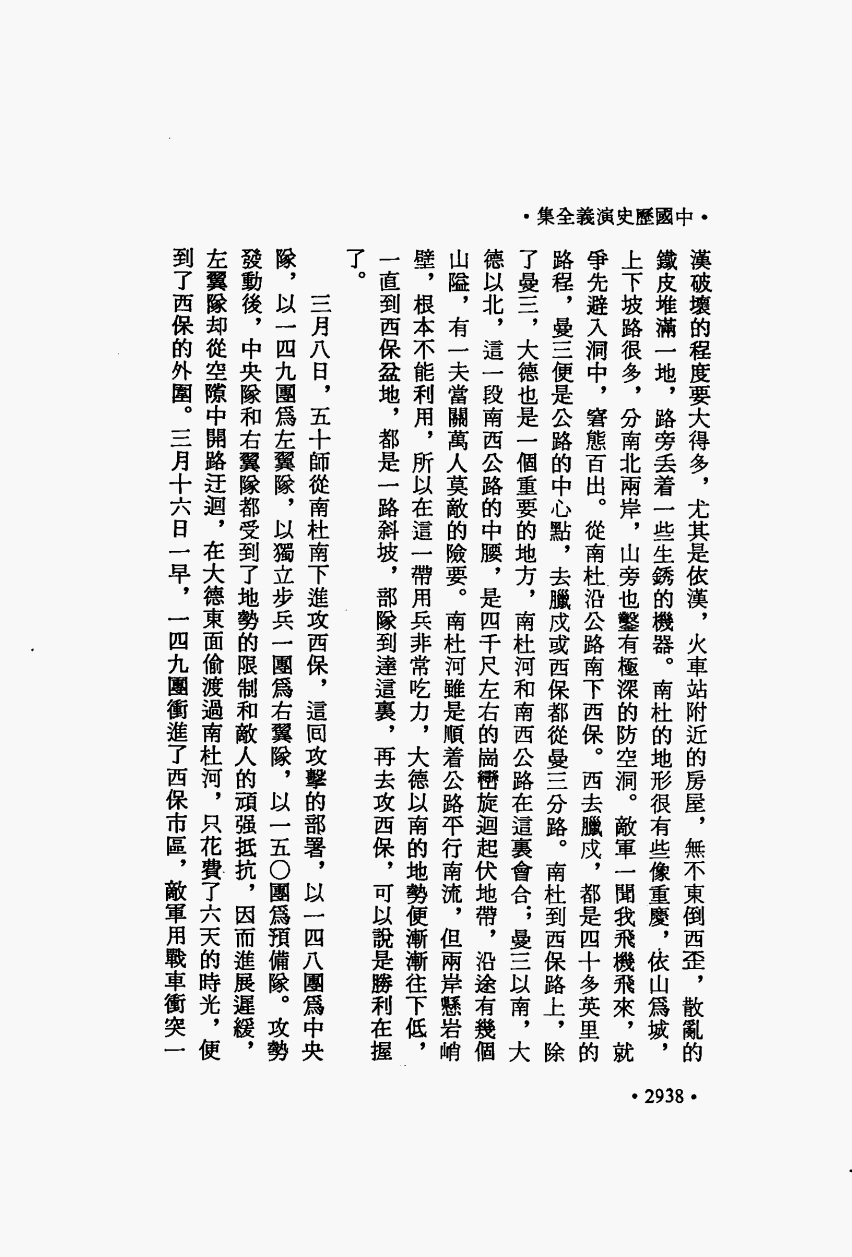 •中國歷史演義全集•
漢破壞的程度要大得多，尤其是依漢，火車站附近的房屋，無不東倒西歪，散亂的
鐵皮堆滿一地，路旁丟着一些生銹的機器。南杜的地形很有些像重慶，依山爲城，
上下坡路很多，分南北兩岸，山旁也鑿有極深的防空洞。敵軍一聞我飛機飛來，就
爭先避入洞中，窘態百出。從南杜沿公路南下西保。西去臘戍，都是四十多英里的
路程，曼三便是公路的中心點，去臘戍或西保都從曼三分路。南杜到西保路上，除
了曼三，大德也是一個重要的地方，南杜河和南西公路在這裏會合；曼三以南，大
德以北，這一段南西公路的中腰，是四千尺左右的崗巒旋迴起伏地帶，沿途有幾個
山隘，有一夫當關萬人莫敵的險要。南杜河雖是順着公路平行南流，但兩岸懸岩峭
壁，根本不能利用，所以在這一帶用兵非常吃力，大德以南的地勢便漸漸往下低，
一直到西保盆地，都是一路斜坡，部隊到達這裏，再去攻西保，可以說是勝利在握
了。
三月八日，五十師從南杜南下進攻西保，這回攻擊的部署，以一四八團爲中央
隊，以一四九團爲左翼隊，以獨立步兵一團爲右翼隊，以一五〇團爲預備隊。攻勢
發動後，中央隊和右翼隊都受到了地勢的限制和敵人的頑强抵抗，因而進展遲緩，
左翼隊却從空隙中開路迂迴，在大德東面偷渡過南杜河，只花費了六天的時光，便
到了西保的外圍。三月十六日一早，一四九團衝進了西保市區，敵軍用戰車衝突一
•2938•